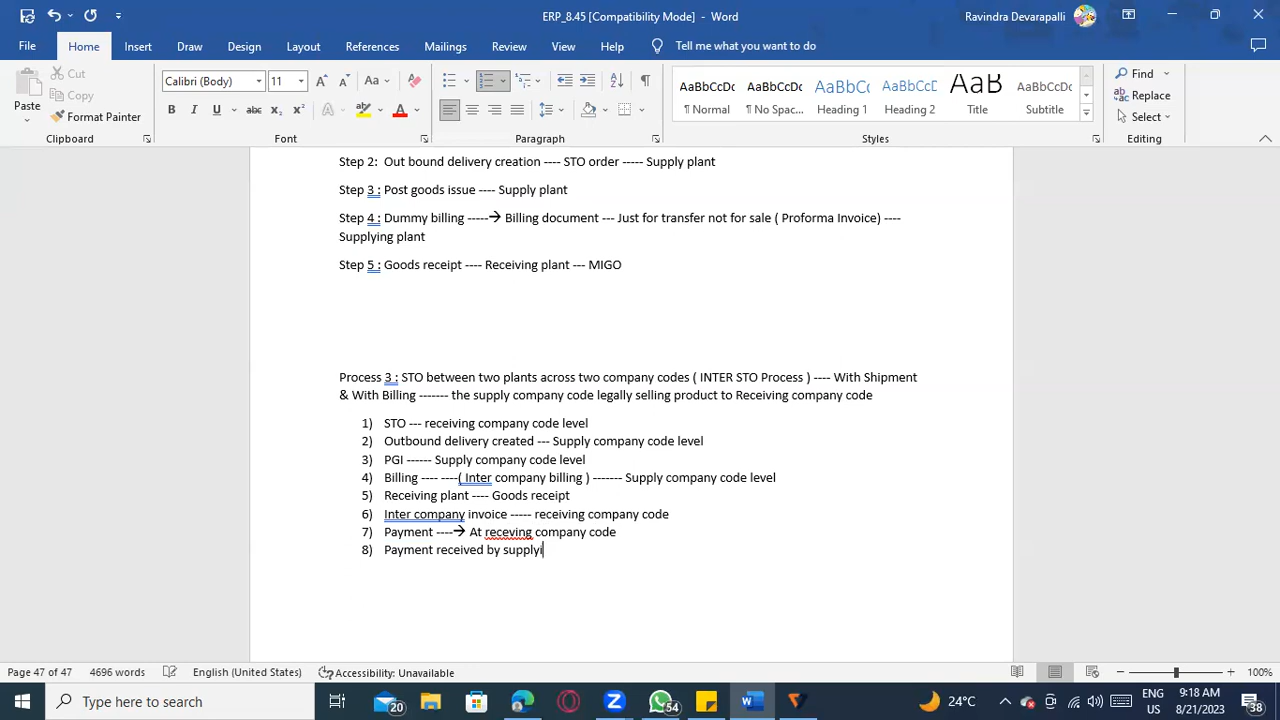 ERP_8.45 [Compatibility Mode] - Word
Ravindra Devarapalli
File Home Insert Draw Design Layout References Mailings Review View Help Tell me what you want to do
Paste
Cut
Copy
Format Painter
Clipboard
Calibri (Body) 11
Font
Paragraph
AaBbCcDc AaBbCcDc AaBbCc AaBbCcD AaB AaBbCcD
¶ Normal ¶ No Spac... Heading 1 Heading 2 Title Subtitle
Styles
Find
Replace
Select
Editing
Step 2: Out bound delivery creation ---- STO order ----- Supply plant
Step 3 : Post goods issue ---- Supply plant
Step 4 : Dummy billing -----→ Billing document --- Just for transfer not for sale ( Proforma Invoice) ----
Supplying plant
Step 5 : Goods receipt ---- Receiving plant --- MIGO
Process 3 : STO between two plants across two company codes ( INTER STO Process ) ---- With Shipment
& With Billing ------- the supply company code legally selling product to Receiving company code
1) STO --- receiving company code level
2) Outbound delivery created --- Supply company code level
3) PGI ------ Supply company code level
4) Billing ---- ----( Inter company billing ) ------- Supply company code level
5) Receiving plant ---- Goods receipt
6) Inter company invoice ----- receiving company code
7) Payment ----→ At receving company code
8) Payment received by supplyi
Page 47 of 47 4696 words English (United States) Accessibility: Unavailable 100%
Type here to search
20
54
24°C
ENG
US
9:18 AM
8/21/2023
38